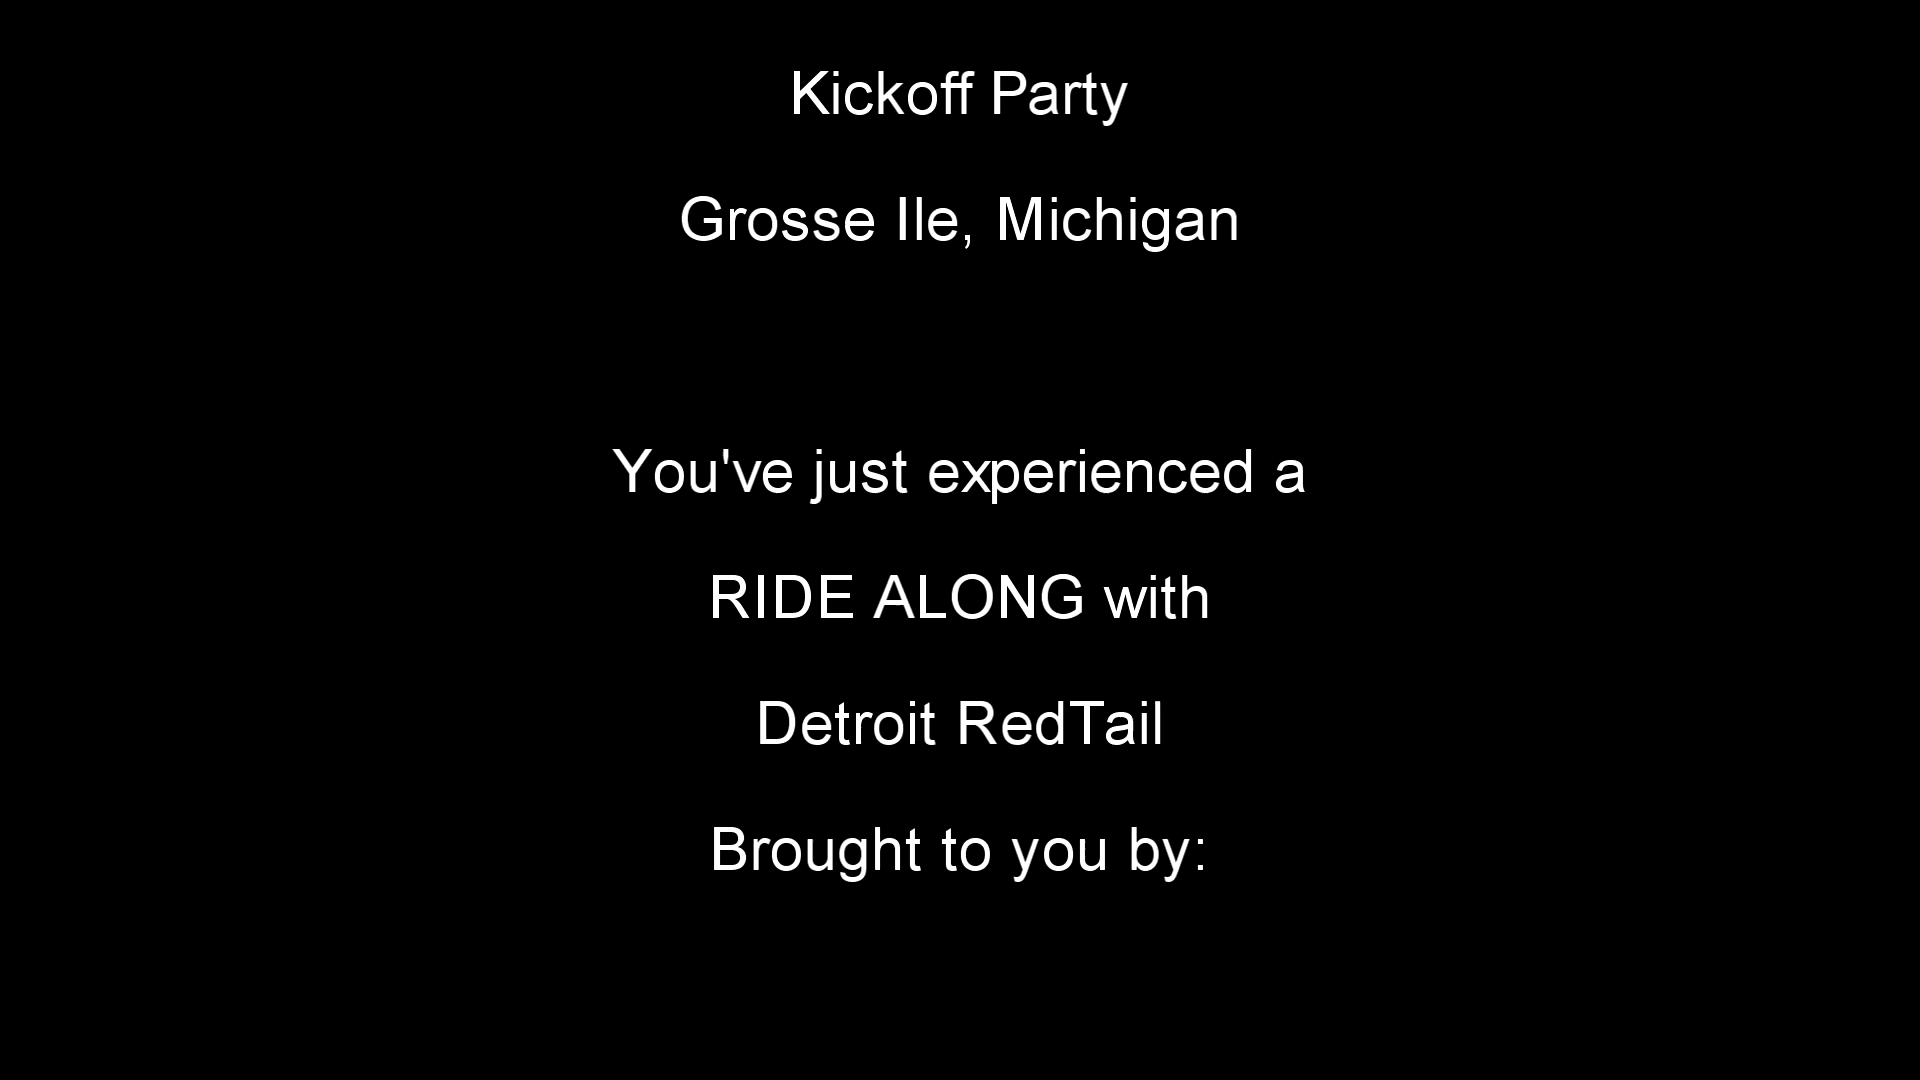 Kickoff Party
Grosse Ile, Michigan
You've just experienced a
RIDE ALONG with
Detroit RedTail
Brought to you by: